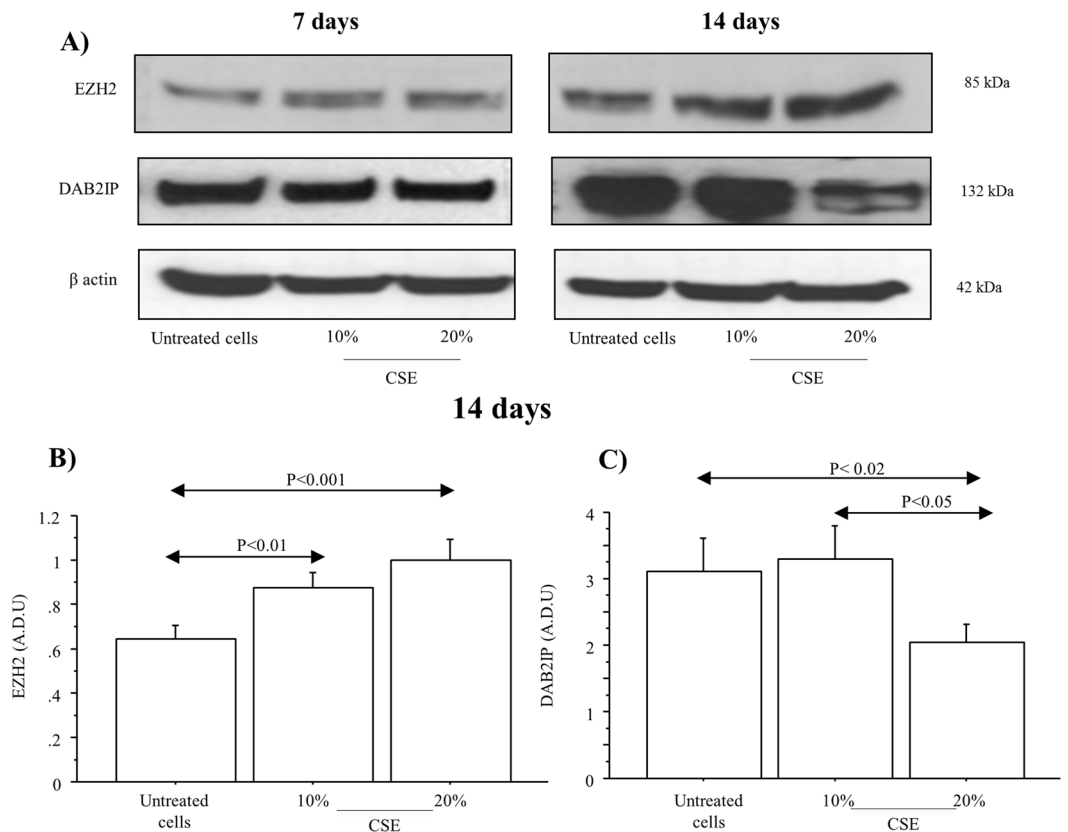 7 days
14 days
A)
EZH2
85 kDa
DAB2IP
132 kDa
β actin
42 kDa
Untreated cells
10%
20%
CSE
Untreated cells
10%
20%
CSE
14 days
B)
P<0.001
P<0.01
EZH2 (A.D.U)
1.2
1
.8
.6
.4
.2
0
Untreated
cells
10%
20%
CSE
C)
P< 0.02
P<0.05
DAB2IP (A.D.U)
4
3
2
1
0
Untreated
cells
10%
20%
CSE